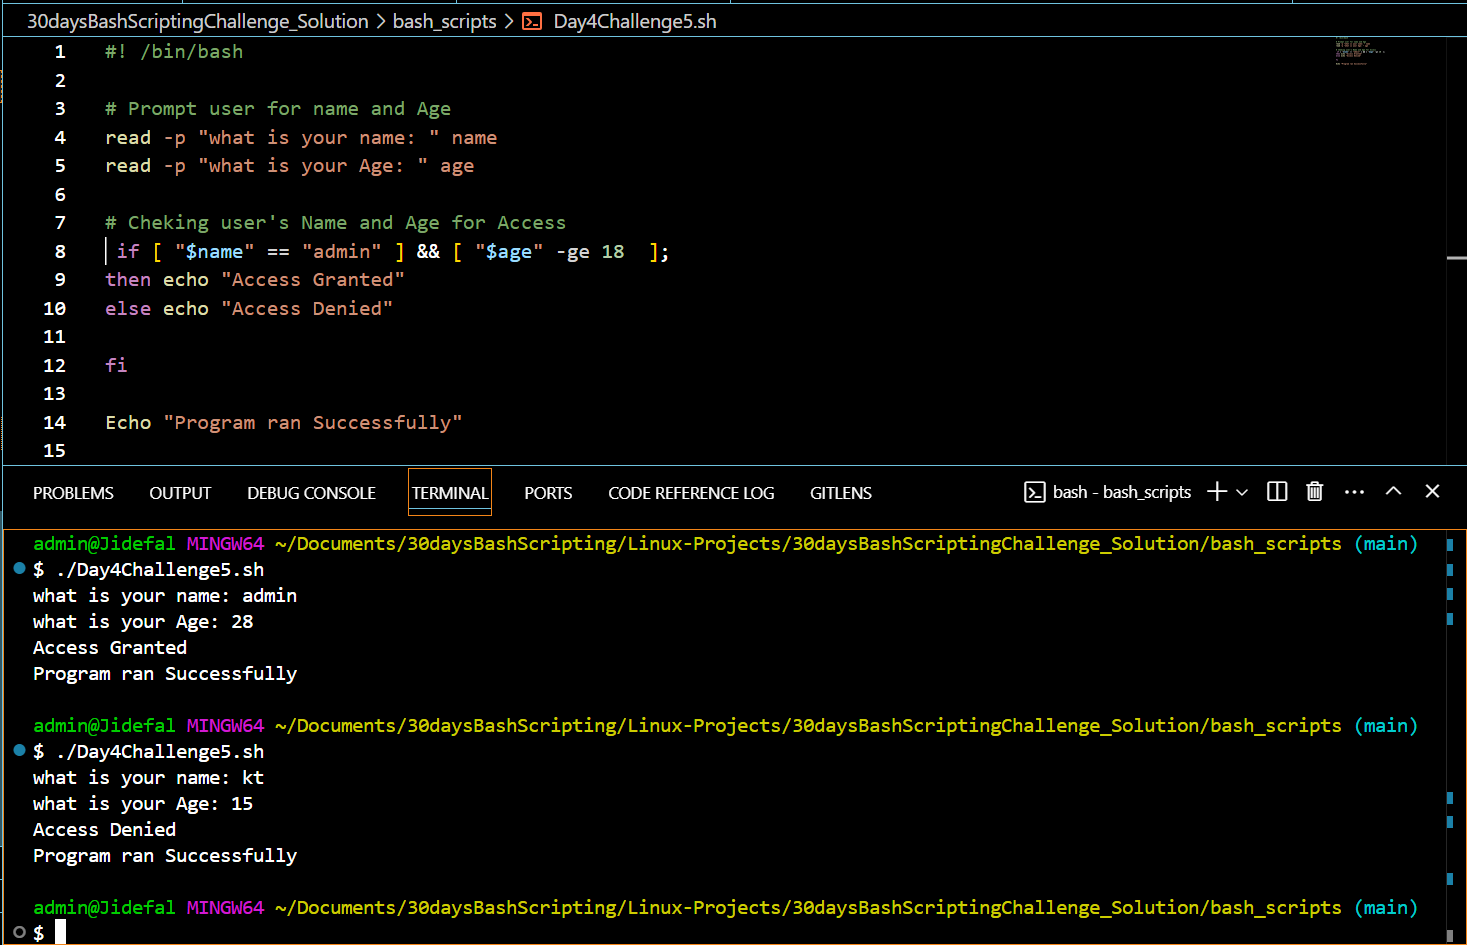 30daysBashScriptingChallenge_Solution > bash_scripts > Day4Challenge5.sh
1 #! /bin/bash
2
3 # Prompt user for name and Age
4 read -p "what is your name: " name
5 read -p "what is your Age: " age
6
7 # Cheking user's Name and Age for Access
8 if [ "$name" == "admin" ] && [ "$age" -ge 18  ];
9 then echo "Access Granted"
10 else echo "Access Denied"
11
12 fi
13
14 Echo "Program ran Successfully"
15
PROBLEMS OUTPUT DEBUG CONSOLE TERMINAL PORTS CODE REFERENCE LOG GITLENS bash - bash_scripts
admin@Jidefal MINGW64 ~/Documents/30daysBashScripting/Linux-Projects/30daysBashScriptingChallenge_Solution/bash_scripts (main)
$ ./Day4Challenge5.sh
what is your name: admin
what is your Age: 28
Access Granted
Program ran Successfully
admin@Jidefal MINGW64 ~/Documents/30daysBashScripting/Linux-Projects/30daysBashScriptingChallenge_Solution/bash_scripts (main)
$ ./Day4Challenge5.sh
what is your name: kt
what is your Age: 15
Access Denied
Program ran Successfully
admin@Jidefal MINGW64 ~/Documents/30daysBashScripting/Linux-Projects/30daysBashScriptingChallenge_Solution/bash_scripts (main)
$